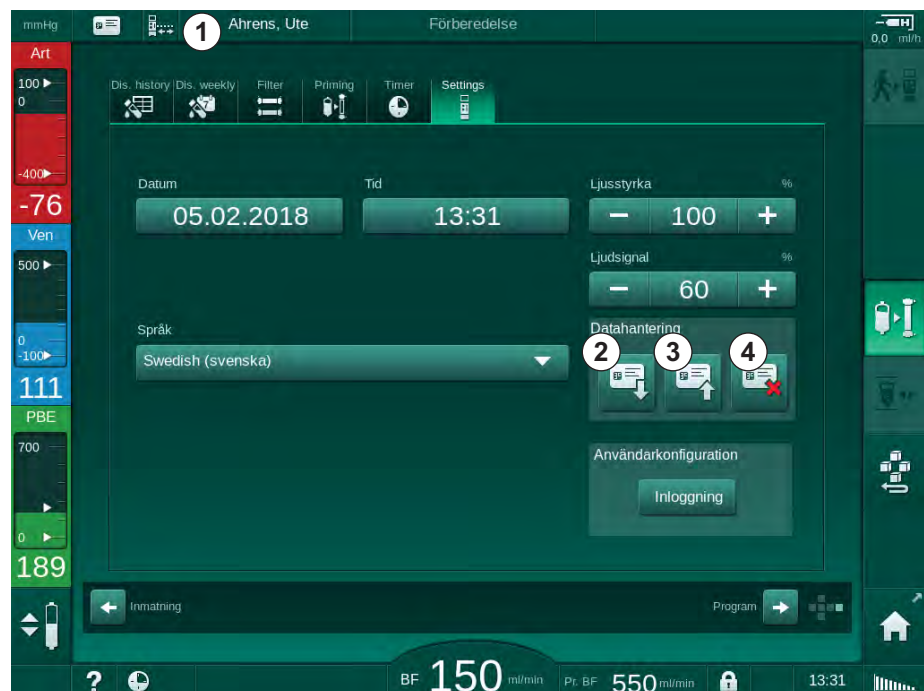 mmHg
1
Ahrens, Ute
Förberedelse
0,0 ml/h
Art
100
0
-400
-76
Ven
500
0
-100
111
PBE
700
0
189
Dis. history
Dis. weekly
Filter
Priming
Timer
Settings
7
Datum
Tid
Ljusstyrka
%
05.02.2018
13:31
− 100 +
Ljudsignal
%
− 60 +
Språk
Swedish (svenska)
Datahantering
2
3
4
Användarkonfiguration
Inloggning
Inmatning
Program
?
BF 150 ml/min
Pr. BF 550 ml/min
13:31